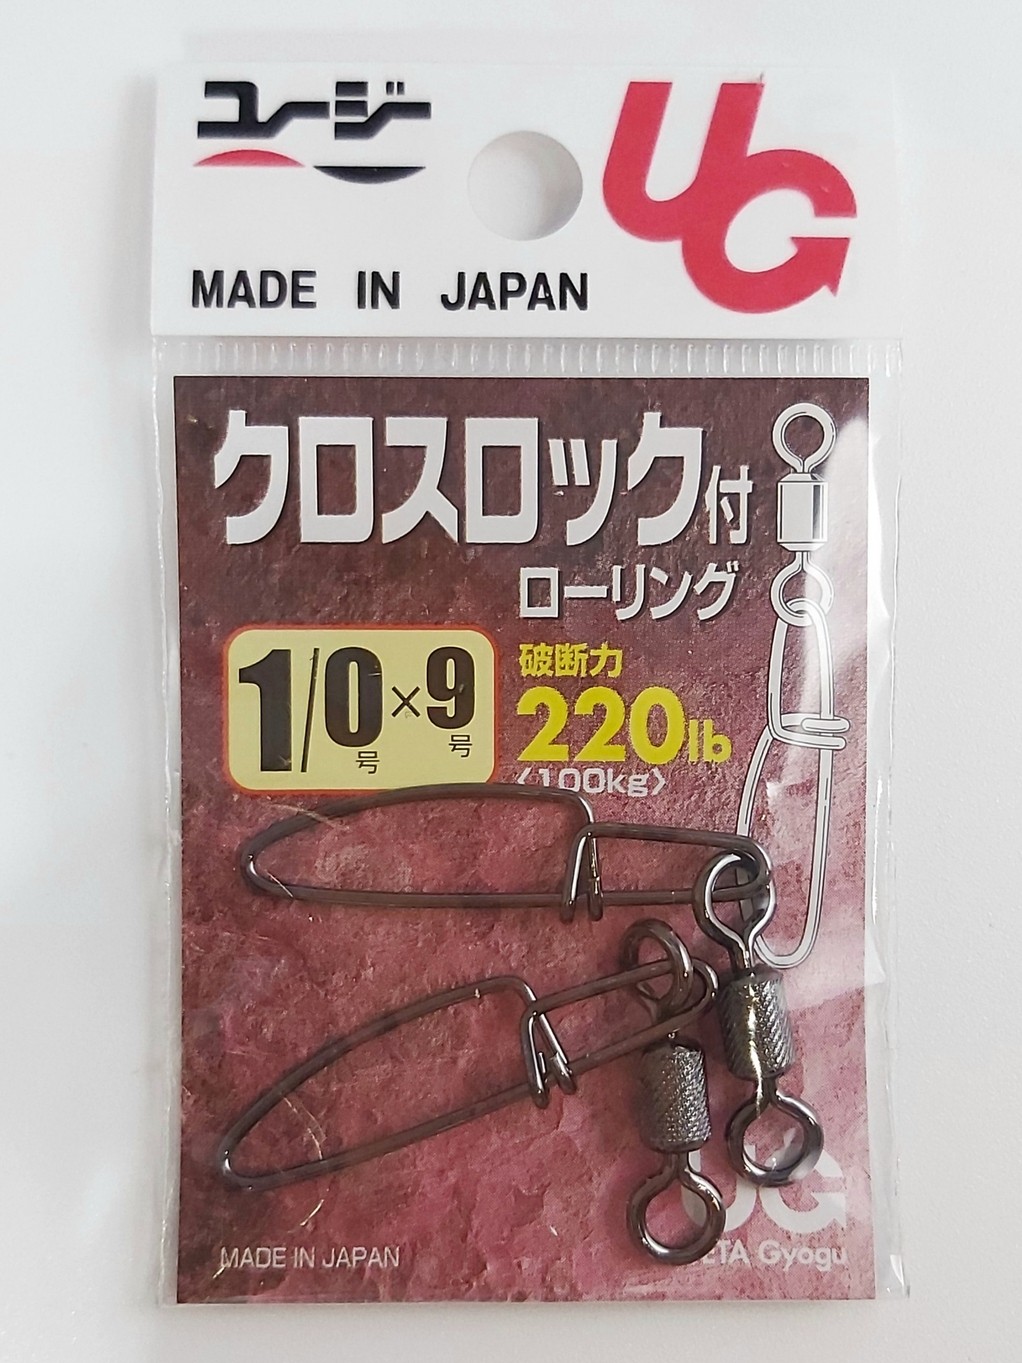 ユージー
UG
MADE IN JAPAN
クロスロック付
ローリング
1/0号×9号
破断力
220lb
〈100kg〉
UG
MADE IN JAPAN
ETA Gyogu